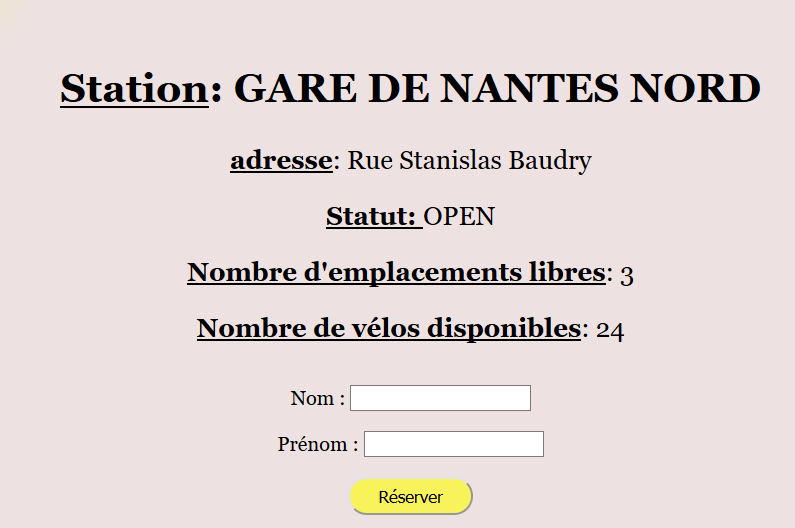 Station: GARE DE NANTES NORD
adresse: Rue Stanislas Baudry
Statut: OPEN
Nombre d'emplacements libres: 3
Nombre de vélos disponibles: 24
Nom :
Prénom :
Réserver